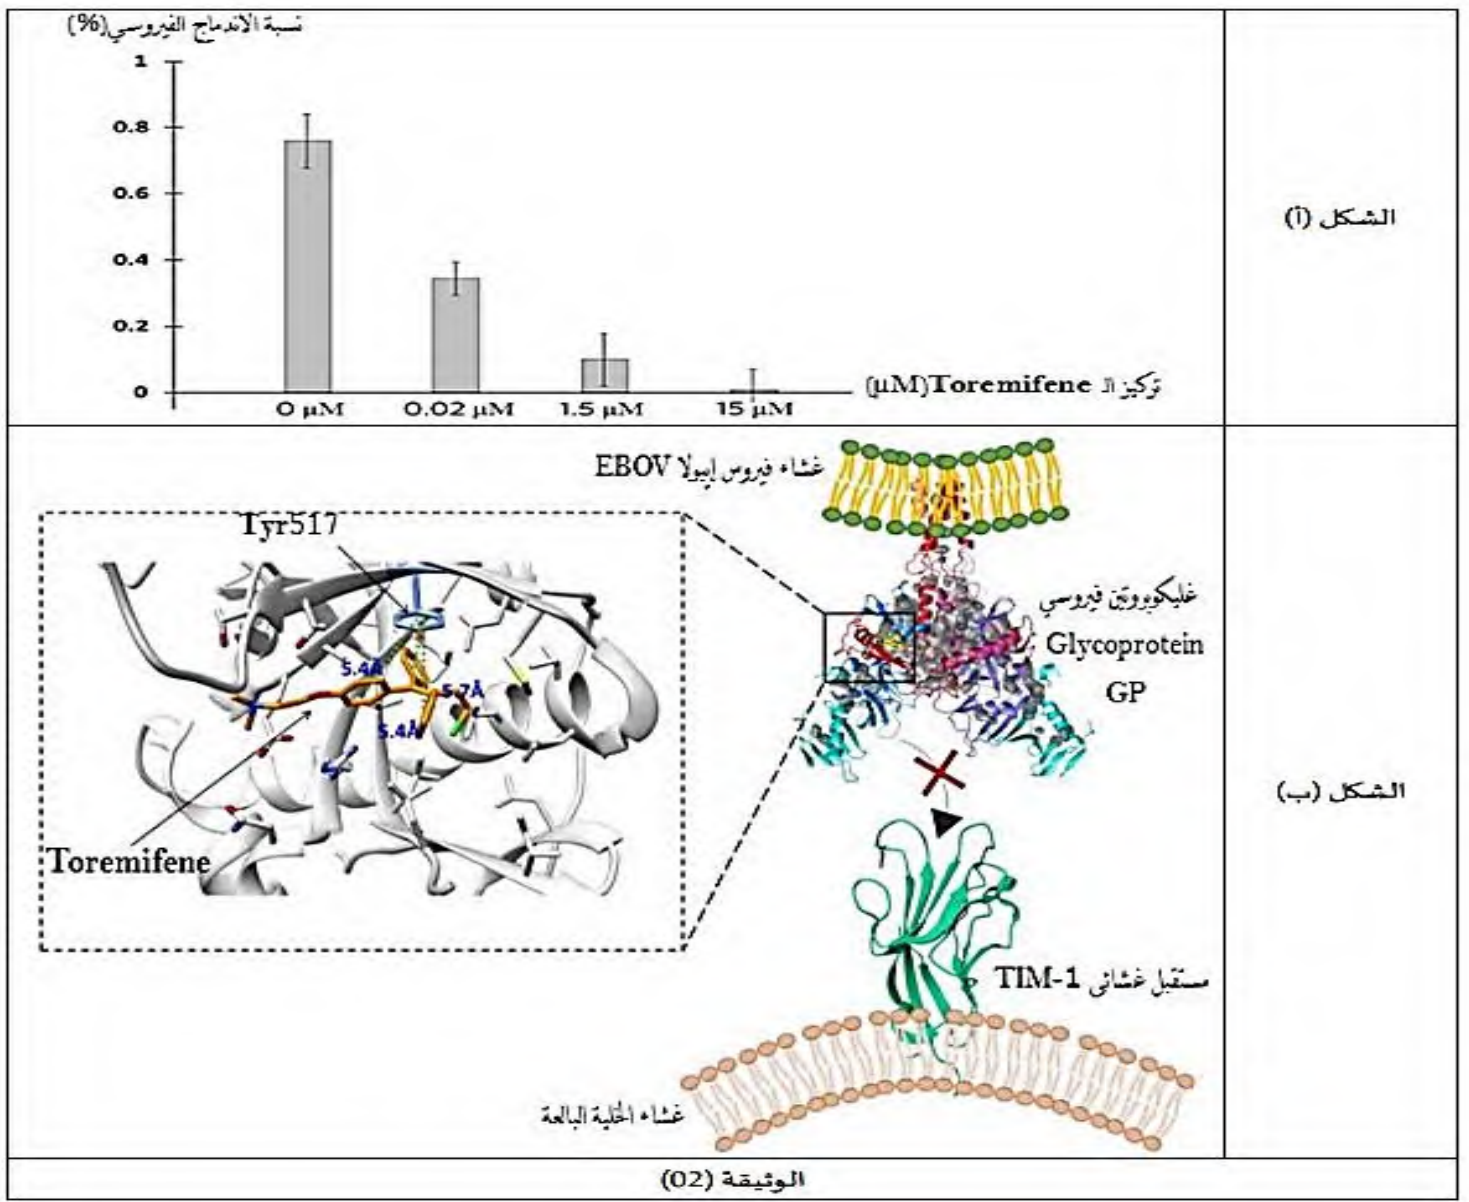 نسبة الاندماج الفيروسي(%)
1
0.8
0.6
0.4
0.2
0
0 µM 0.02 µM 1.5 µM 15 µM
تركيز الـ Toremifene(µM)
الشكل (أ)
غشاء فيروس إيبولا EBOV
Tyr517
غليكوبروتين فيروسي
Glycoprotein
GP
5.4Å
5.7Å
5.4Å
Toremifene
الشكل (ب)
مستقبل غشائي TIM-1
غشاء الخلية البالعة
الوثيقة (02)